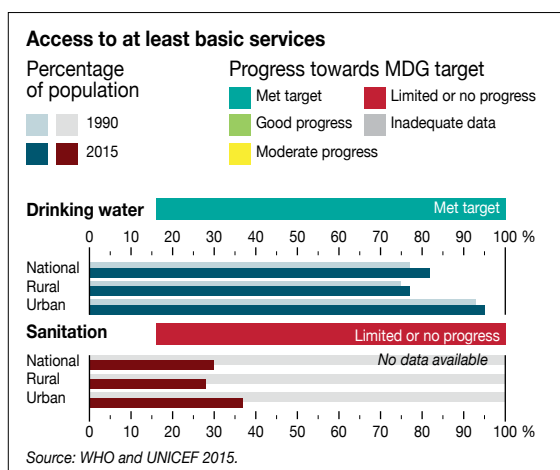 Access to at least basic services
Percentage of population
1990
2015
Progress towards MDG target
Met target
Good progress
Moderate progress
Limited or no progress
Inadequate data
Drinking water
Met target
0 10 20 30 40 50 60 70 80 90 100 %
National
Rural
Urban
Sanitation
Limited or no progress
No data available
National
Rural
Urban
0 10 20 30 40 50 60 70 80 90 100 %
Source: WHO and UNICEF 2015.